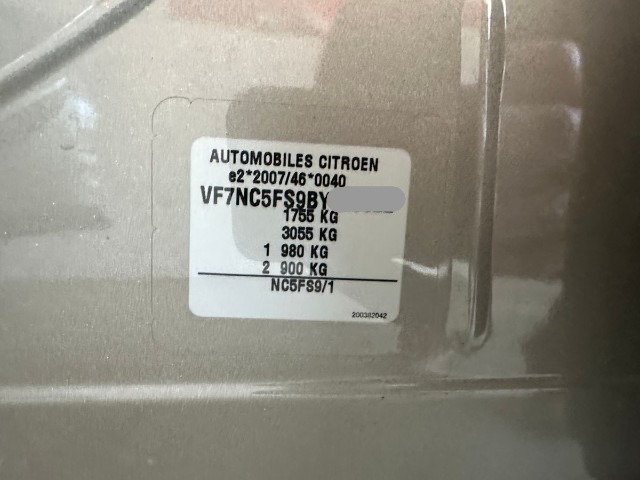 AUTOMOBILES CITROEN
e2*2007/46*0040
VF7NC5FS9BY
1755 KG
3055 KG
1 980 KG
2 900 KG
NC5FS9/1
200382042